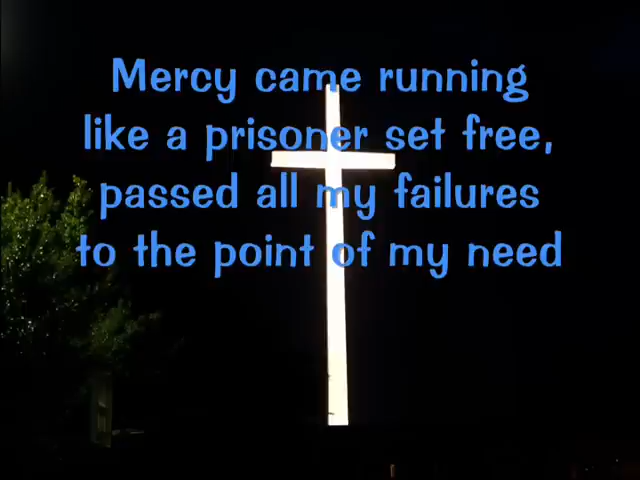 Mercy came running
like a prisoner set free,
passed all my failures
to the point of my need